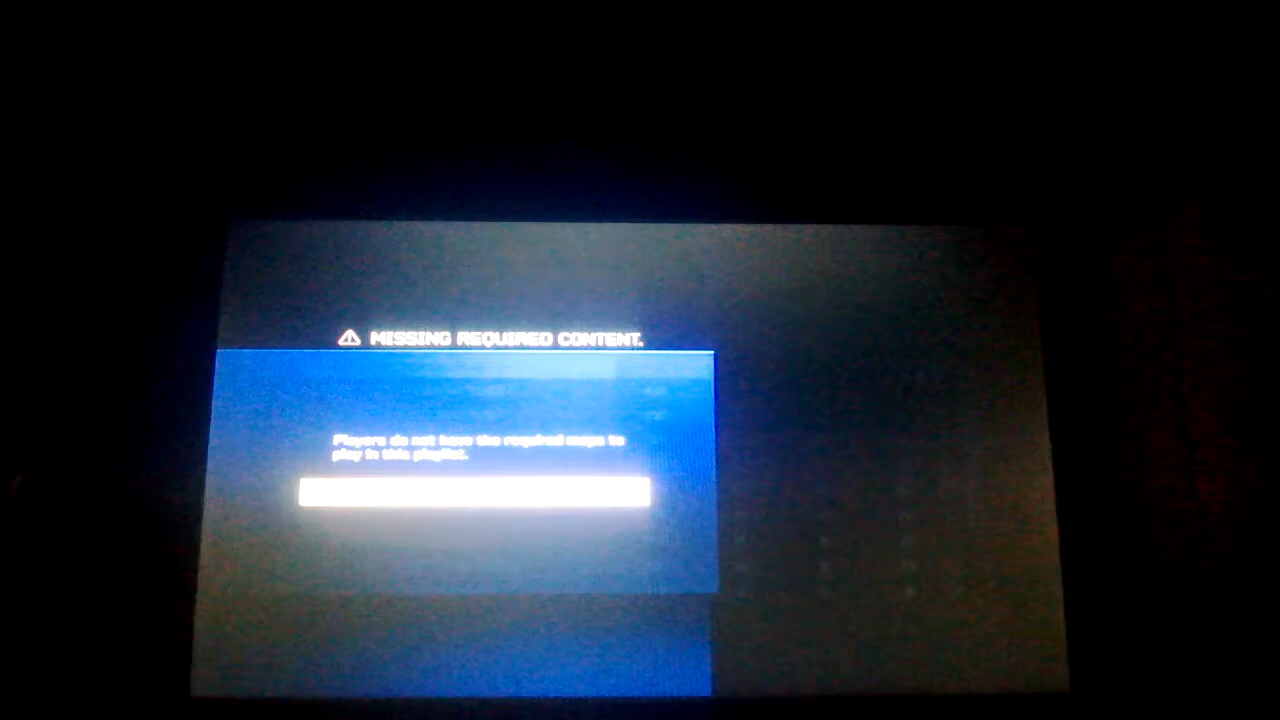 MISSING REQUIRED CONTENT.
Players do not have the required maps to
play in this playlist.